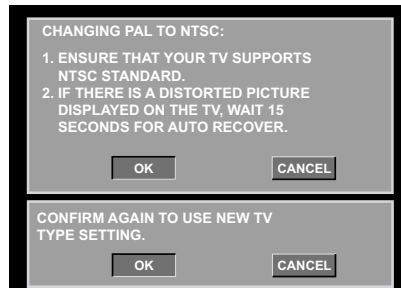 CHANGING PAL TO NTSC:
1. ENSURE THAT YOUR TV SUPPORTS
NTSC STANDARD.
2. IF THERE IS A DISTORTED PICTURE
DISPLAYED ON THE TV, WAIT 15
SECONDS FOR AUTO RECOVER.
OK CANCEL
CONFIRM AGAIN TO USE NEW TV
TYPE SETTING.
OK CANCEL